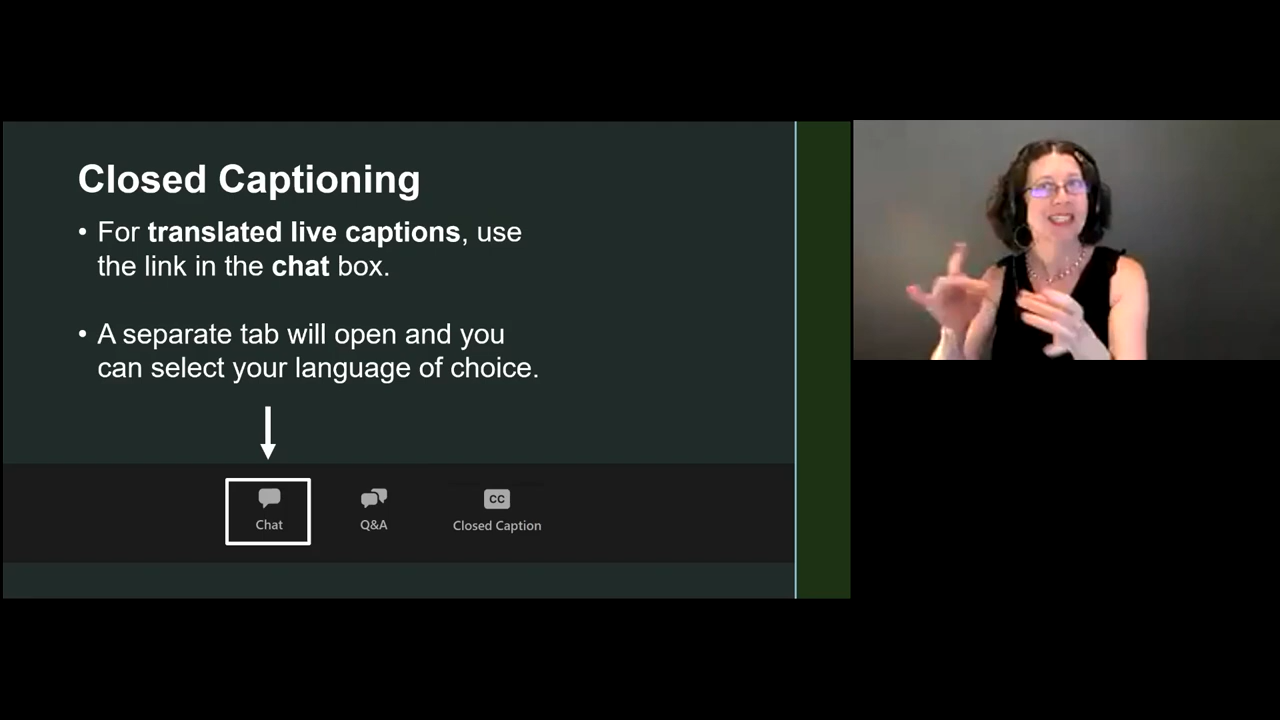 Closed Captioning
• For translated live captions, use
the link in the chat box.
• A separate tab will open and you
can select your language of choice.
Chat
Q&A
CC
Closed Caption